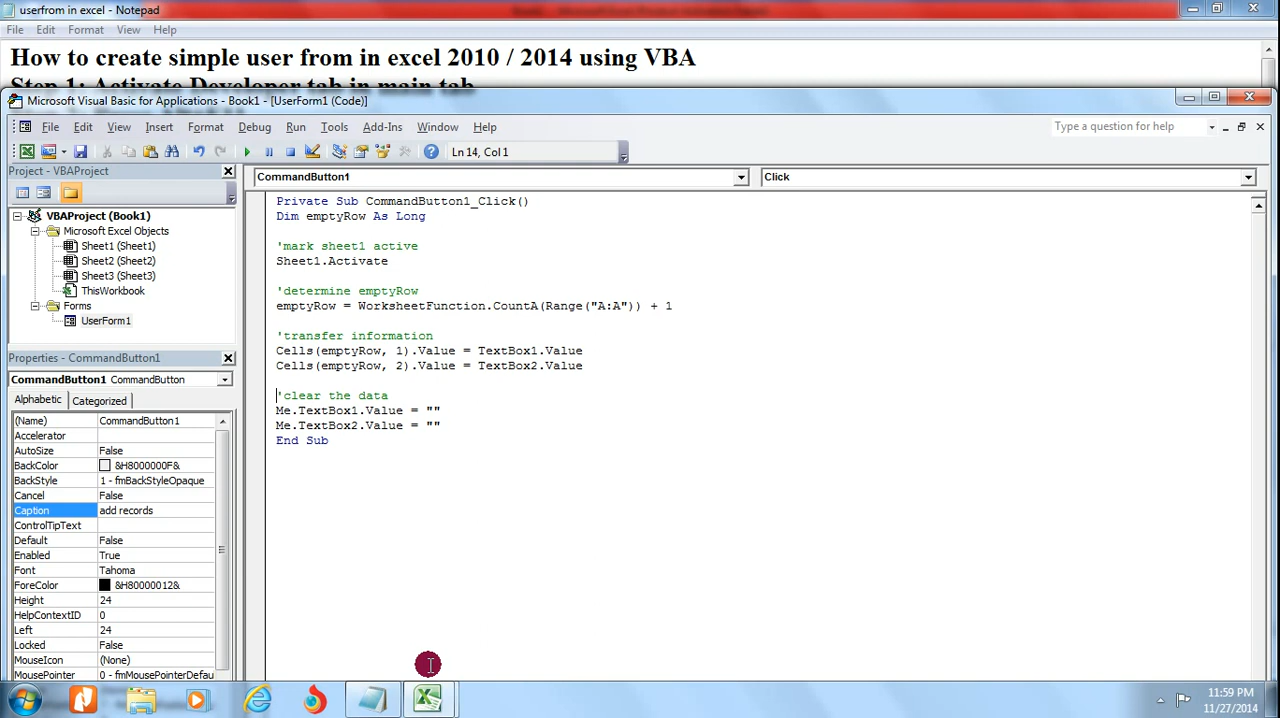 userfrom in excel - Notepad
File Edit Format View Help
How to create simple user from in excel 2010 / 2014 using VBA
Step 1: Activate Developer tab in main tab
Microsoft Visual Basic for Applications - Book1 - [UserForm1 (Code)]
File Edit View Insert Format Debug Run Tools Add-Ins Window Help Type a question for help
Ln 14, Col 1
Project - VBAProject
VBAProject (Book1)
Microsoft Excel Objects
Sheet1 (Sheet1)
Sheet2 (Sheet2)
Sheet3 (Sheet3)
ThisWorkbook
Forms
UserForm1
Properties - CommandButton1
CommandButton1 CommandButton
Alphabetic Categorized
(Name) CommandButton1
Accelerator
AutoSize False
BackColor &H8000000F&
BackStyle 1 - fmBackStyleOpaque
Cancel False
Caption add records
ControlTipText
Default False
Enabled True
Font Tahoma
ForeColor &H80000012&
Height 24
HelpContextID 0
Left 24
Locked False
MouseIcon (None)
MousePointer 0 - fmMousePointerDefau
CommandButton1 Click
Private Sub CommandButton1_Click()
Dim emptyRow As Long
'mark sheet1 active
Sheet1.Activate
'determine emptyRow
emptyRow = WorksheetFunction.CountA(Range("A:A")) + 1
'transfer information
Cells(emptyRow, 1).Value = TextBox1.Value
Cells(emptyRow, 2).Value = TextBox2.Value
'clear the data
Me.TextBox1.Value = ""
Me.TextBox2.Value = ""
End Sub
11:59 PM
11/27/2014